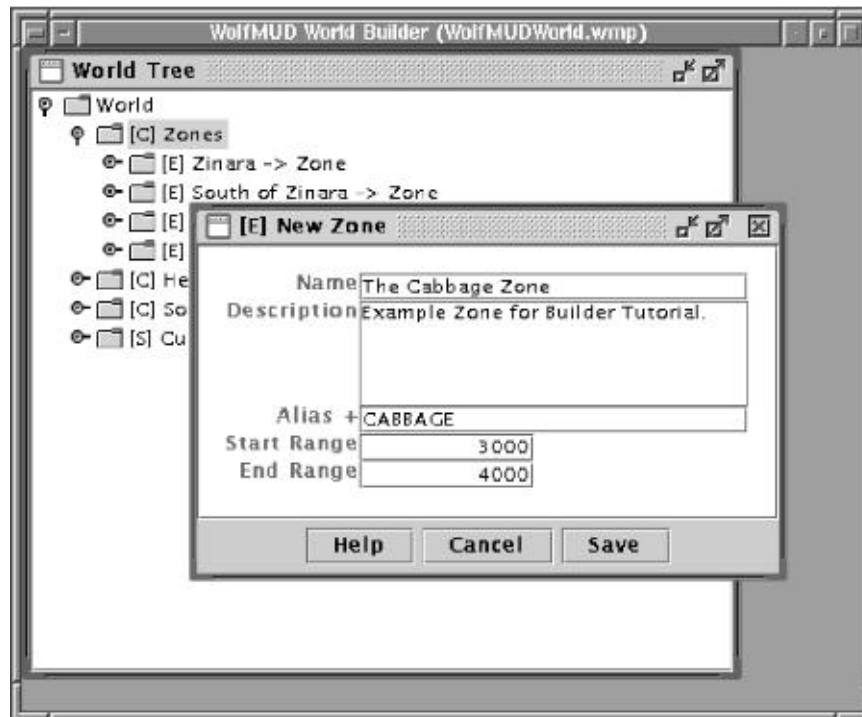 WolfMUD World Builder (WolfMUDWorld.wmp)
World Tree
World
[C] Zones
[E] Zinara -> Zone
[E] South of Zinara -> Zone
[E]
[E]
[C] He
[C] So
[S] Cu
[E] New Zone
Name The Cabbage Zone
Description Example Zone for Builder Tutorial.
Alias + CABBAGE
Start Range 3000
End Range 4000
Help Cancel Save